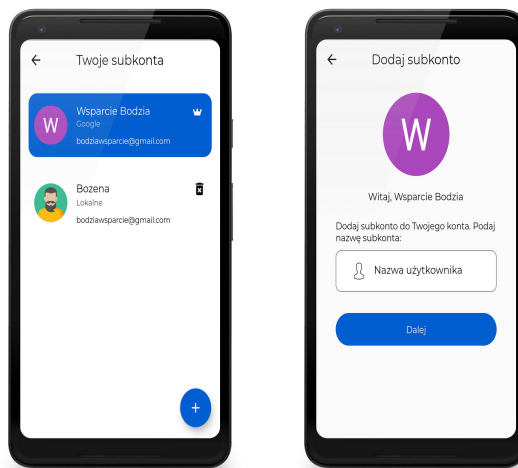 Twoje subkonta
W
Wsparcie Bodzia
Google
bodziawsparcie@gmail.com
Bozena
Lokalne
bodziawsparcie@gmail.com
+
Dodaj subkonto
W
Witaj, Wsparcie Bodzia
Dodaj subkonto do Twojego konta. Podaj
nazwę subkonta:
Nazwa użytkownika
Dalej